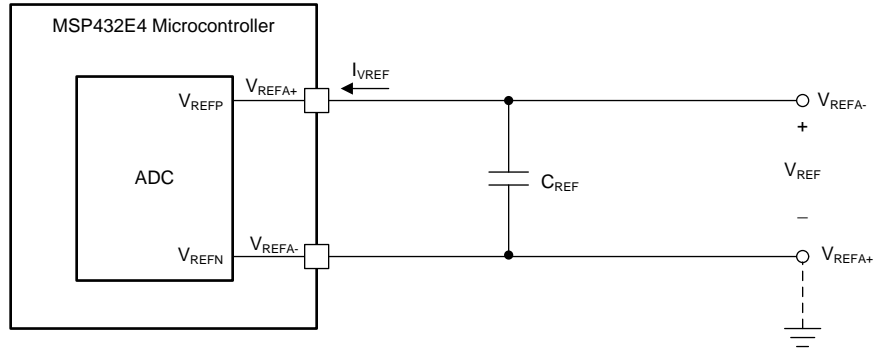 MSP432E4 Microcontroller
IVREF
VREFP
VREFA+
VREFA-
+
ADC
CREF
VREF
–
VREFN
VREFA-
VREFA+